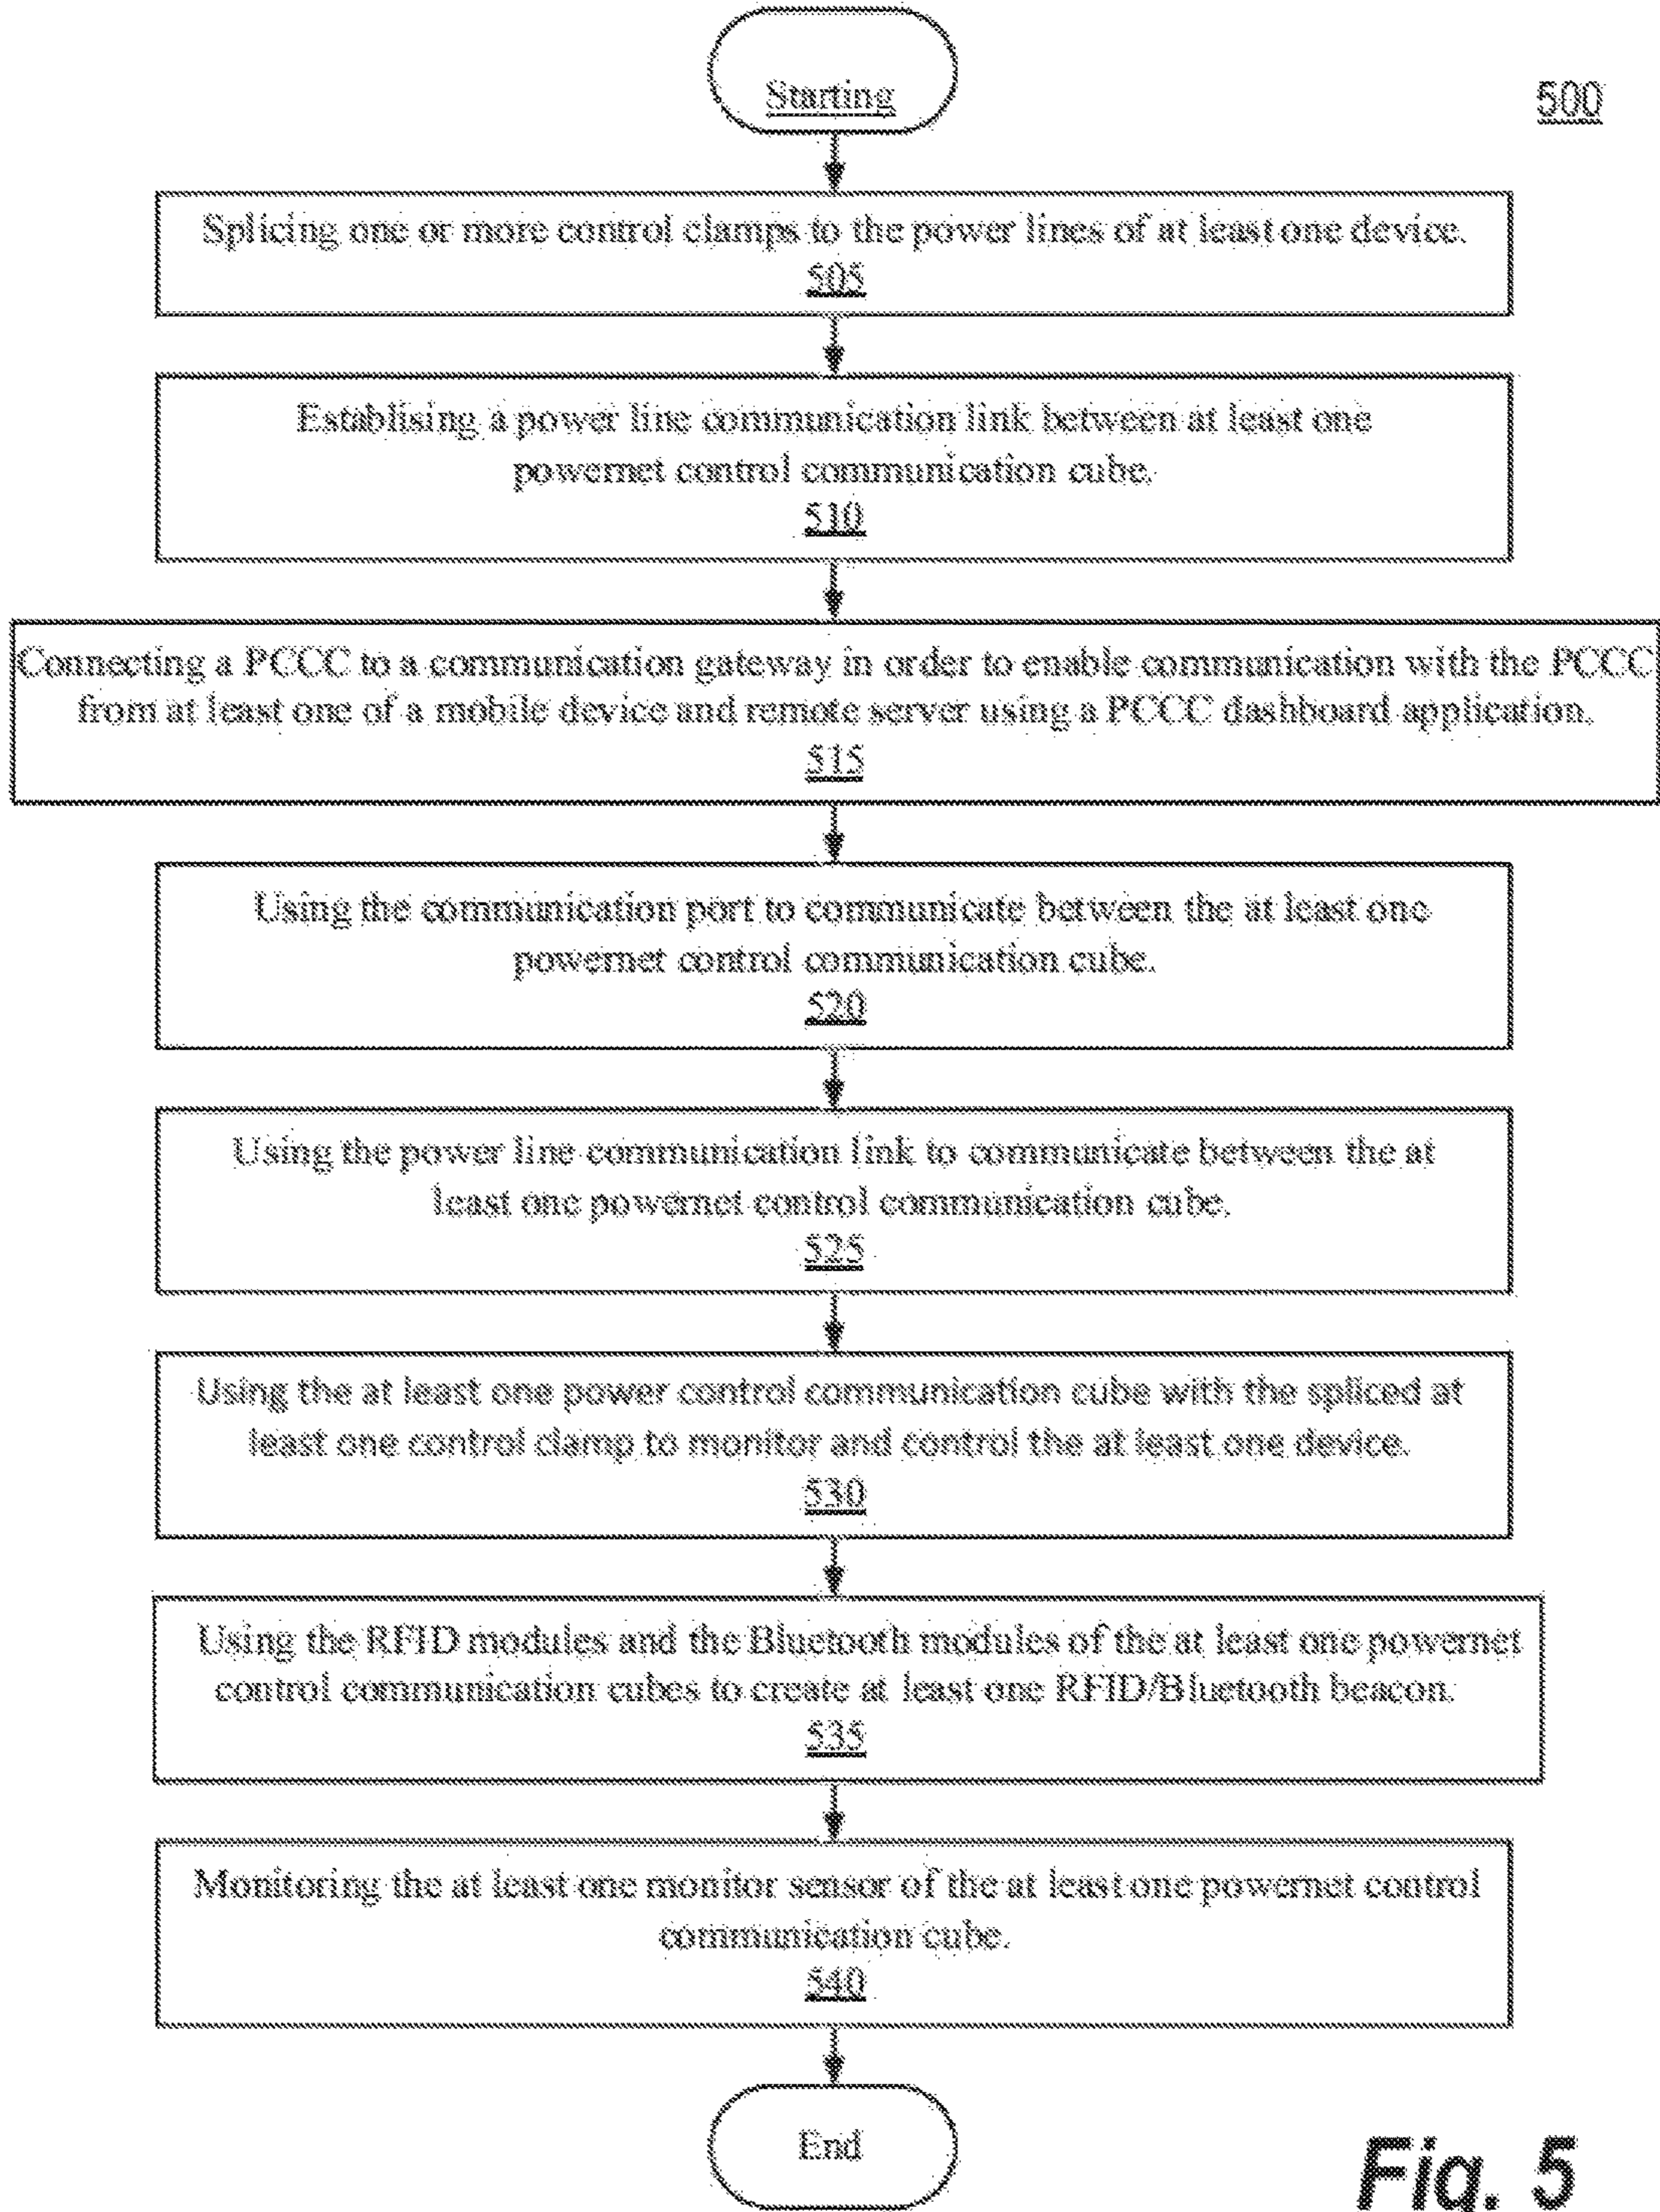 Starting
500
Splicing one or more control clamps to the power lines of at least one device.
505
Establising a power line communication link between at least one
powernet control communication cube.
510
Connecting a PCCC to a communication gateway in order to enable communication with the PCCC
from at least one of a mobile device and remote server using a PCCC dashboard application.
515
Using the communication port to communicate between the at least one
powernet control communication cube.
520
Using the power line communication link to communicate between the at
least one powernet control communication cube.
525
Using the at least one power control communication cube with the spliced at
least one control clamp to monitor and control the at least one device.
530
Using the RFID modules and the Bluetooth modules of the at least one powernet
control communication cubes to create at least one RFID/Bluetooth beacon.
535
Monitoring the at least one monitor sensor of the at least one powernet control
communication cube.
540
End
Fig. 5